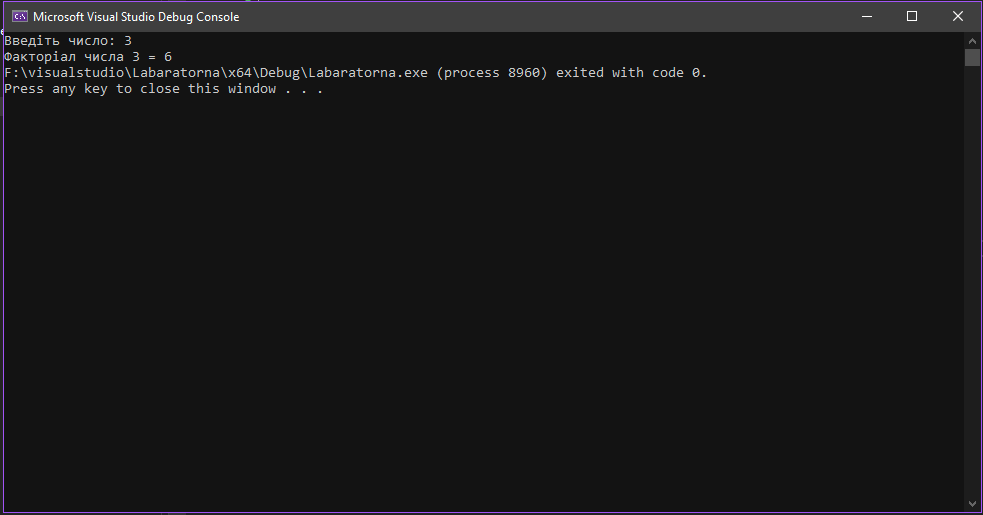 Microsoft Visual Studio Debug Console
Введіть число: 3
Факторіал числа 3 = 6
F:\visualstudio\Labaratorna\x64\Debug\Labaratorna.exe (process 8960) exited with code 0.
Press any key to close this window . . .